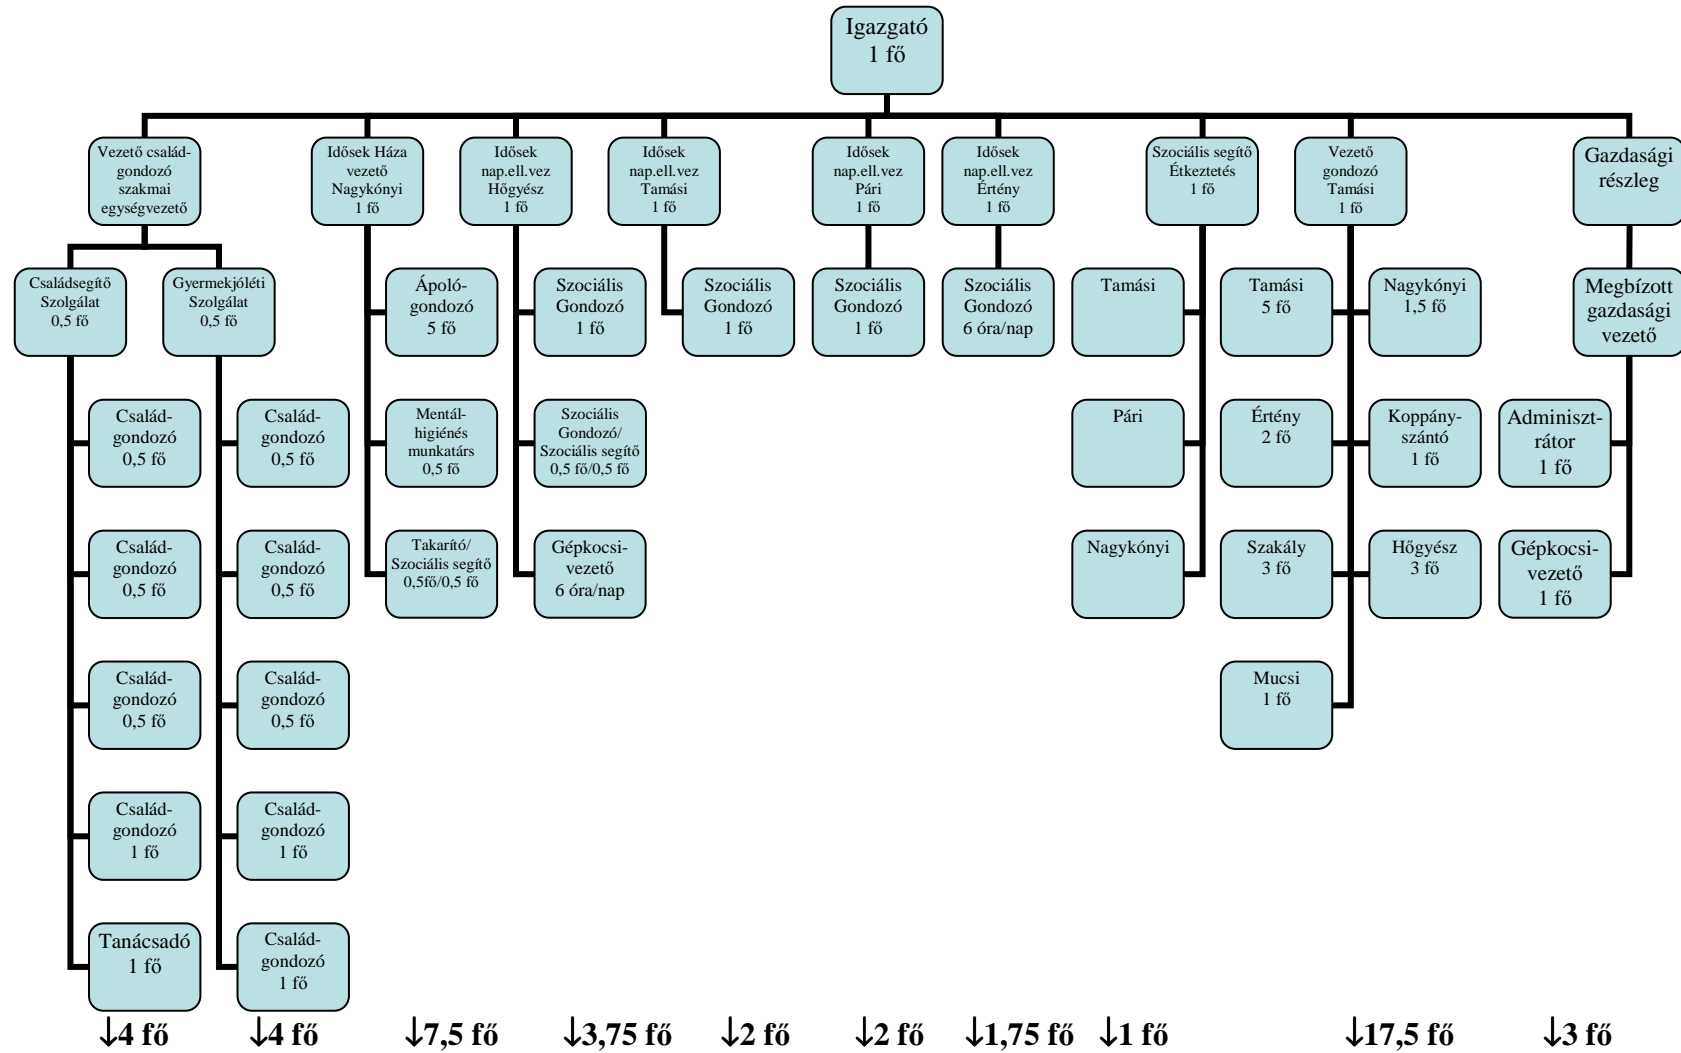 Igazgató
1 fő
Vezető család-
gondozó
szakmai
egységvezető
Idősek Háza
vezető
Nagykónyi
1 fő
Idősek
nap.ell.vez
Hőgyész
1 fő
Idősek
nap.ell.vez
Tamási
1 fő
Idősek
nap.ell.vez
Pári
1 fő
Idősek
nap.ell.vez
Értény
1 fő
Szociális segítő
Étkeztetés
1 fő
Vezető
gondozó
Tamási
1 fő
Gazdasági
részleg
Családsegítő
Szolgálat
0,5 fő
Gyermekjóléti
Szolgálat
0,5 fő
Ápoló-
gondozó
5 fő
Szociális
Gondozó
1 fő
Szociális
Gondozó
1 fő
Szociális
Gondozó
1 fő
Szociális
Gondozó
6 óra/nap
Tamási
Tamási
5 fő
Nagykónyi
1,5 fő
Megbízott
gazdasági
vezető
Család-
gondozó
0,5 fő
Család-
gondozó
0,5 fő
Mentál-
higiénés
munkatárs
0,5 fő
Szociális
Gondozó/
Szociális segítő
0,5 fő/0,5 fő
Pári
Értény
2 fő
Koppány-
szántó
1 fő
Adminiszt-
rátor
1 fő
Család-
gondozó
0,5 fő
Család-
gondozó
0,5 fő
Takarító/
Szociális segítő
0,5fő/0,5 fő
Gépkocsi-
vezető
6 óra/nap
Nagykónyi
Szakály
3 fő
Hőgyész
3 fő
Gépkocsi-
vezető
1 fő
Család-
gondozó
0,5 fő
Család-
gondozó
0,5 fő
Mucsi
1 fő
Család-
gondozó
1 fő
Család-
gondozó
1 fő
Tanácsadó
1 fő
Család-
gondozó
1 fő
↓4 fő ↓4 fő ↓7,5 fő ↓3,75 fő ↓2 fő ↓2 fő ↓1,75 fő ↓1 fő ↓17,5 fő ↓3 fő